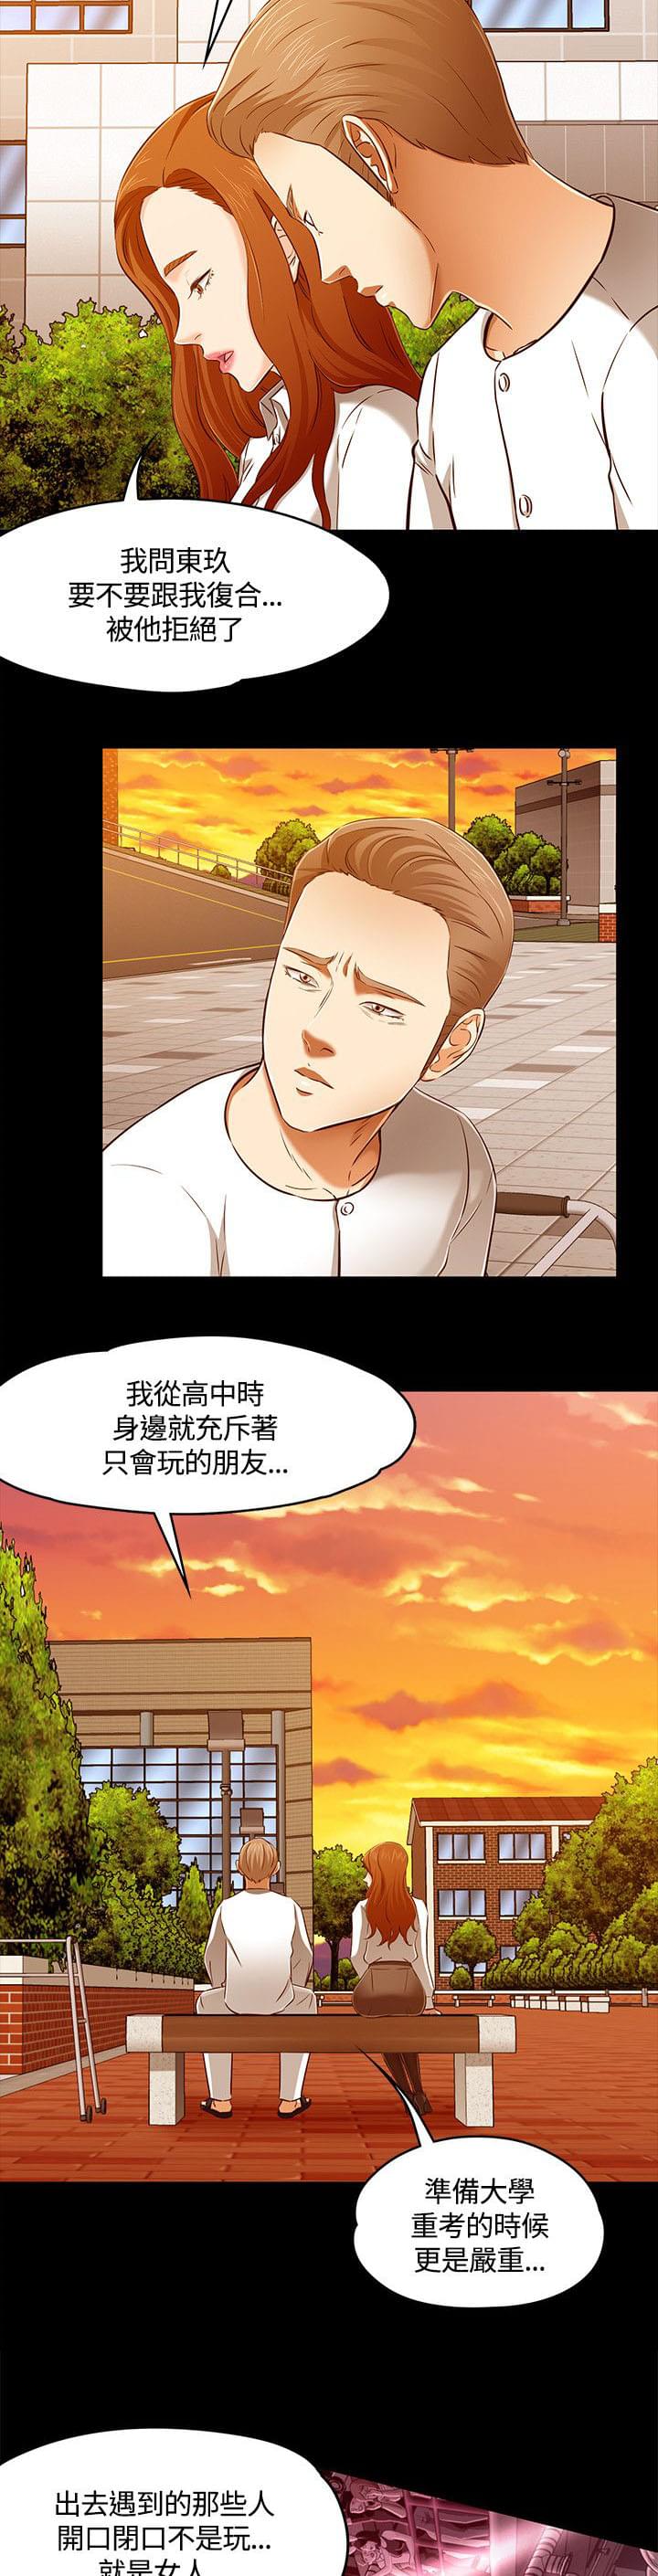 我問東玖
要不要跟我復合...
被他拒絕了
我從高中時
身邊就充斥著
只會玩的朋友...
準備大學
重考的時候
更是嚴重...
出去遇到的那些人
開口閉口不是玩...
就是女人